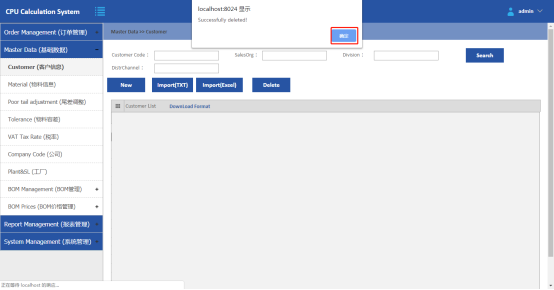 CPU Calculation System
admin
localhost:8024 显示
Successfully deleted!
确定
Order Management (订单管理)
Master Data (基础数据)
Customer (客户信息)
Material (物料信息)
Poor tail adjustment (尾差调整)
Tolerance (物料容差)
VAT Tax Rate (税率)
Company Code (公司)
Plant&SL (工厂)
BOM Management (BOM管理)
BOM Prices (BOM价格管理)
Report Management (报表管理)
System Management (系统管理)
Master Data >> Customer
Customer Code :
SalesOrg :
Division :
Search
DistrChannel :
New
Import(TXT)
Import(Excel)
Delete
Customer List
DownLoad Format
正在等待 localhost 的响应...